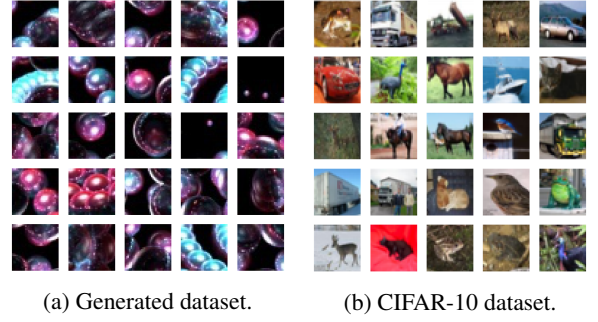 (a) Generated dataset.
(b) CIFAR-10 dataset.